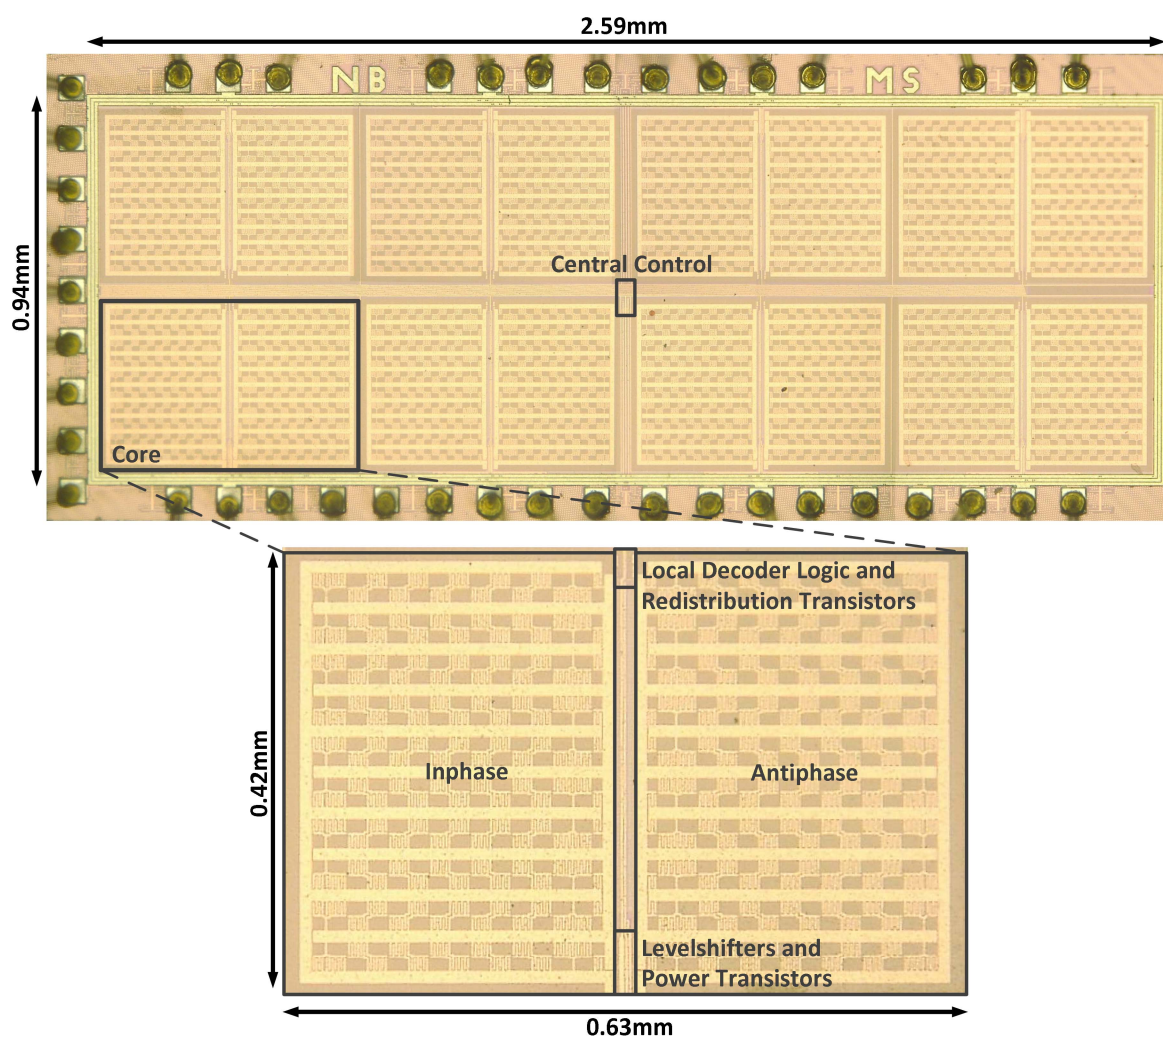 2.59mm
NB
MS
0.94mm
Central Control
Core
Local Decoder Logic and
Redistribution Transistors
0.42mm
Inphase
Antiphase
Levelshifters and
Power Transistors
0.63mm